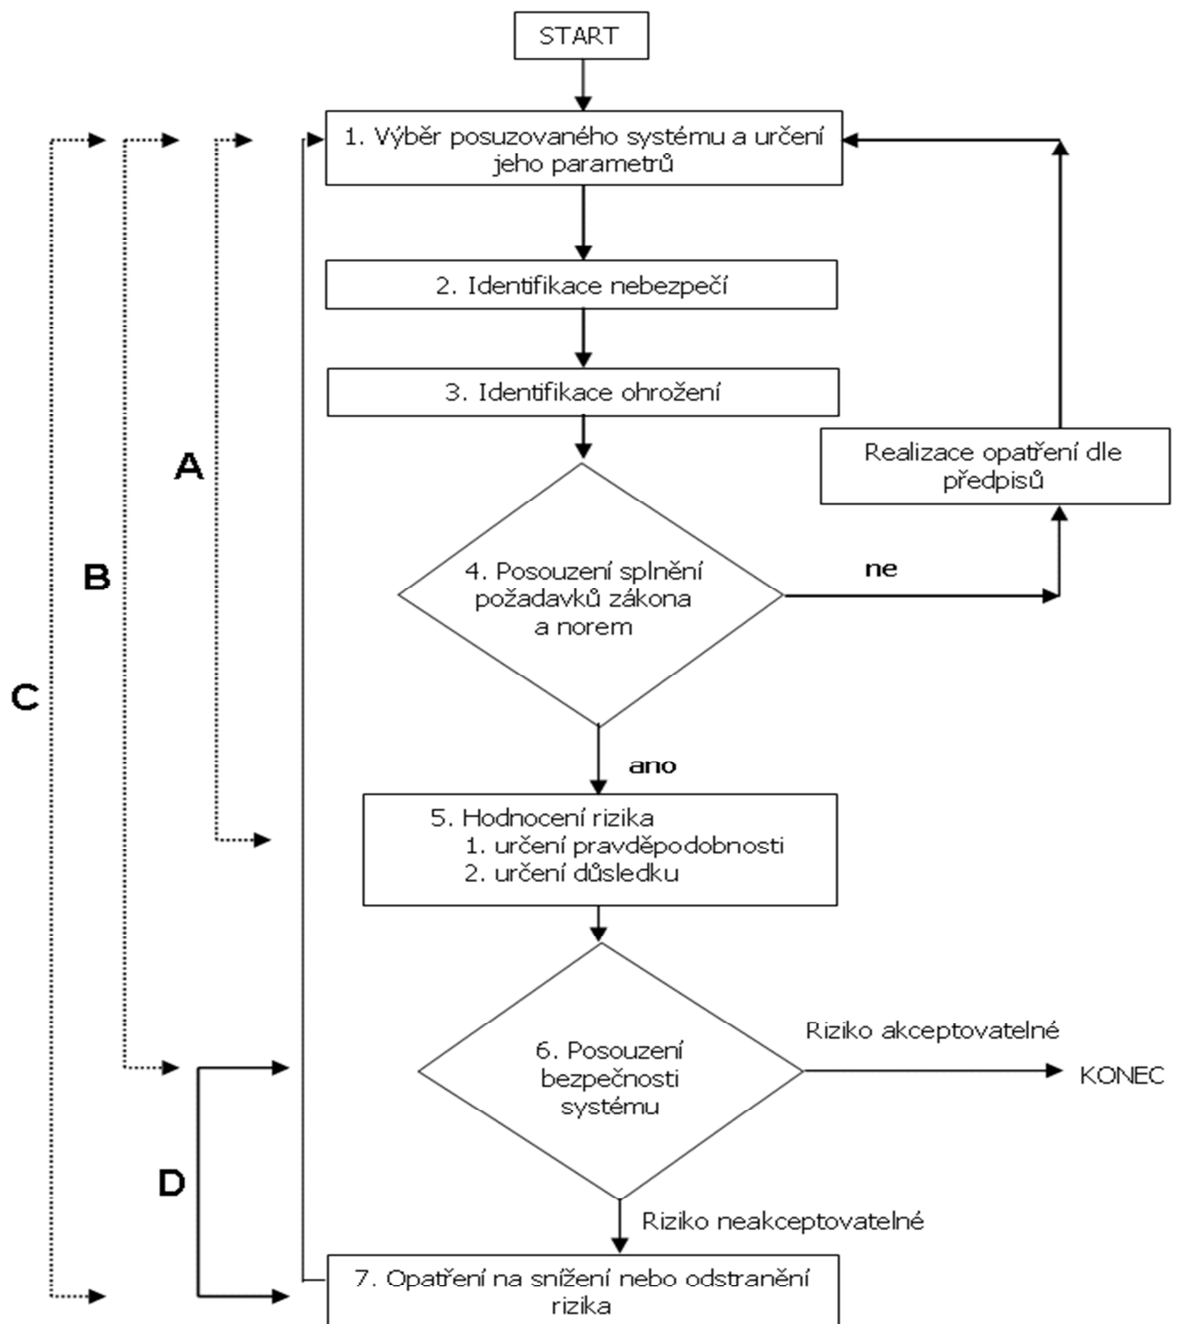 START
1. Výběr posuzovaného systému a určení
jeho parametrů
2. Identifikace nebezpečí
3. Identifikace ohrožení
Realizace opatření dle
předpisů
A
4. Posouzení splnění
požadavků zákona
a norem
ne
B
C
ano
5. Hodnocení rizika
1. určení pravděpodobnosti
2. určení důsledku
6. Posouzení
bezpečnosti
systému
Riziko akceptovatelné
KONEC
D
Riziko neakceptovatelné
7. Opatření na snížení nebo odstranění
rizika